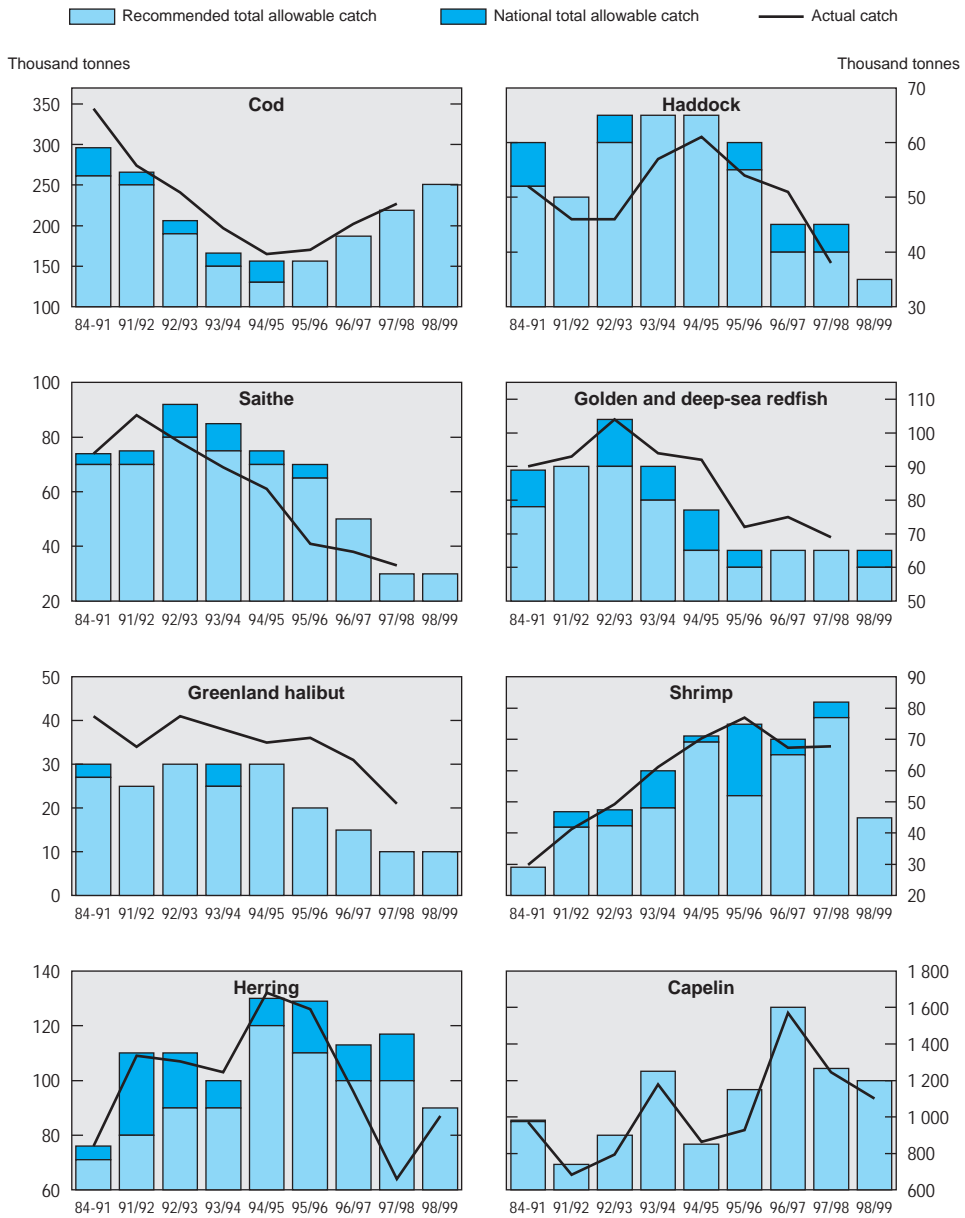 Recommended total allowable catch National total allowable catch Actual catch
Thousand tonnes Thousand tonnes
Cod
350
300
250
200
150
100
84-91 91/92 92/93 93/94 94/95 95/96 96/97 97/98 98/99
Haddock
70
60
50
40
30
84-91 91/92 92/93 93/94 94/95 95/96 96/97 97/98 98/99
Saithe
100
80
60
40
20
84-91 91/92 92/93 93/94 94/95 95/96 96/97 97/98 98/99
Golden and deep-sea redfish
110
100
90
80
70
60
50
84-91 91/92 92/93 93/94 94/95 95/96 96/97 97/98 98/99
Greenland halibut
50
40
30
20
10
0
84-91 91/92 92/93 93/94 94/95 95/96 96/97 97/98 98/99
Shrimp
90
80
70
60
50
40
30
20
84-91 91/92 92/93 93/94 94/95 95/96 96/97 97/98 98/99
Herring
140
120
100
80
60
84-91 91/92 92/93 93/94 94/95 95/96 96/97 97/98 98/99
Capelin
1 800
1 600
1 400
1 200
1 000
800
600
84-91 91/92 92/93 93/94 94/95 95/96 96/97 97/98 98/99